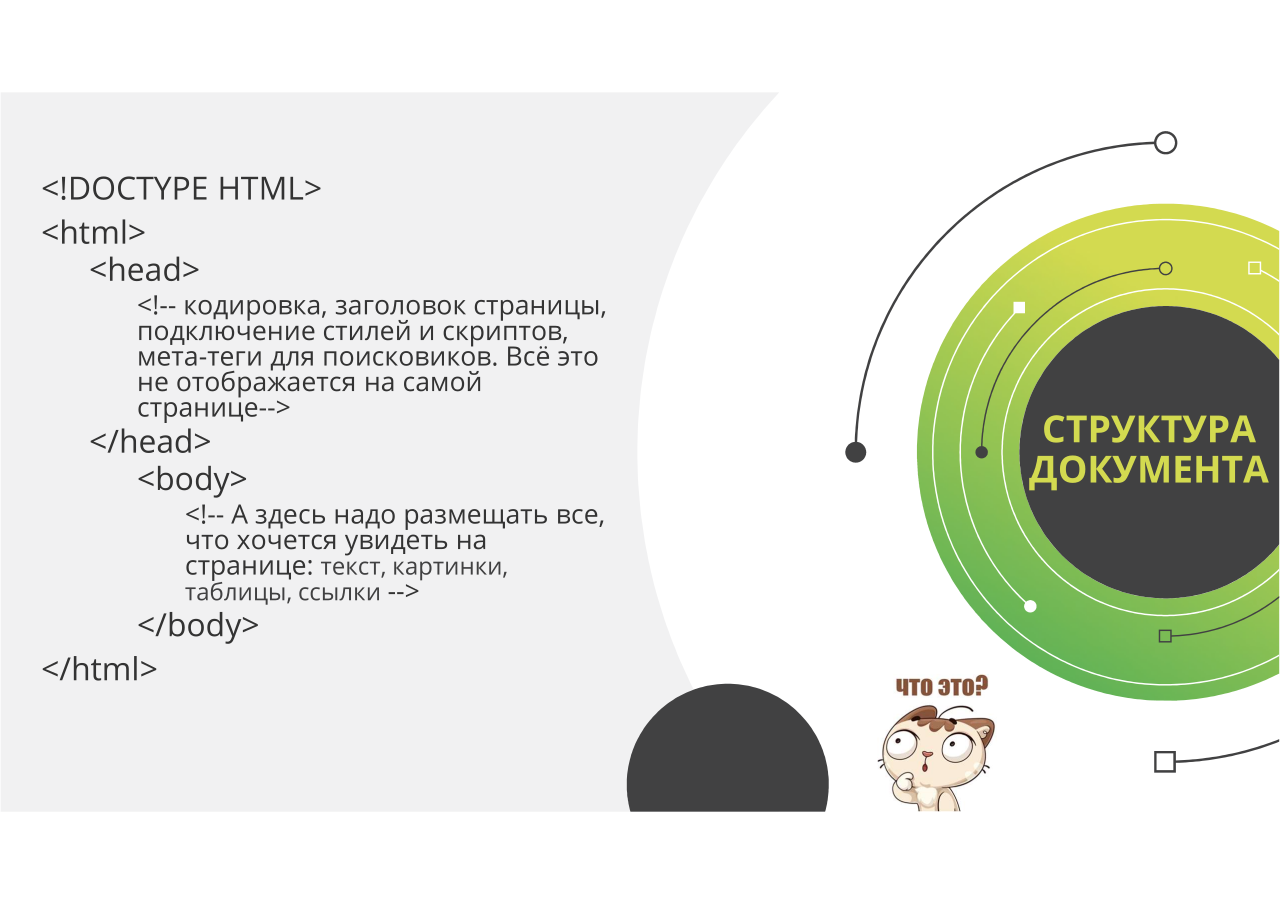 <!DOCTYPE HTML>
<html>
<head>
<!-- кодировка, заголовок страницы,
подключение стилей и скриптов,
мета-теги для поисковиков. Всё это
не отображается на самой
странице-->
</head>
<body>
<!-- А здесь надо размещать все,
что хочется увидеть на
странице: текст, картинки,
таблицы, ссылки -->
</body>
</html>
СТРУКТУРА
ДОКУМЕНТА
ЧТО ЭТО?